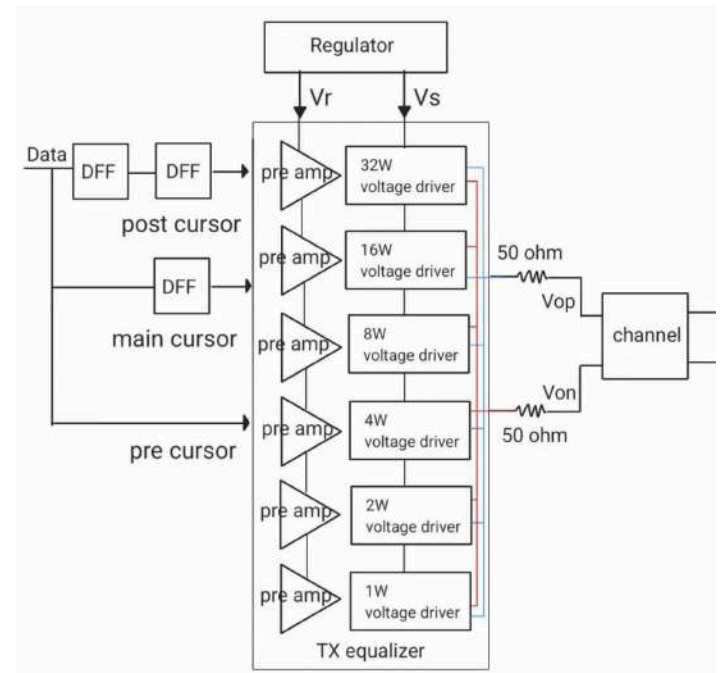 Regulator
Vr
Vs
Data
DFF
DFF
post cursor
DFF
main cursor
pre cursor
pre amp
32W
voltage driver
pre amp
16W
voltage driver
pre amp
8W
voltage driver
pre amp
4W
voltage driver
pre amp
2W
voltage driver
pre amp
1W
voltage driver
TX equalizer
50 ohm
Vop
channel
Von
50 ohm